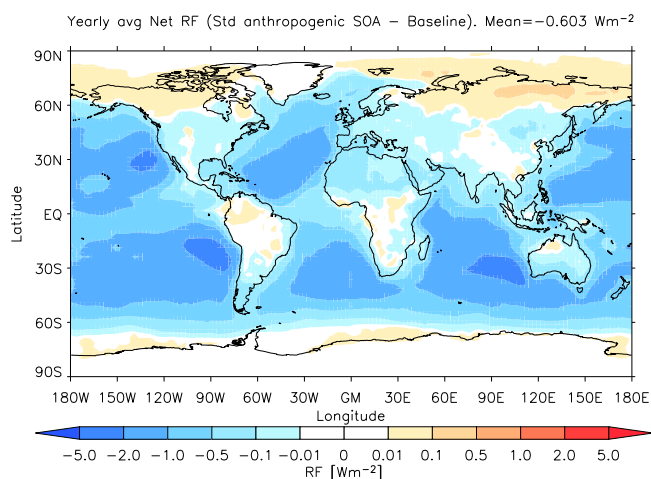 Yearly avg Net RF (Std anthropogenic SOA – Baseline). Mean=−0.603 Wm⁻²
90N
60N
30N
EQ
30S
60S
90S
Latitude
180W 150W 120W 90W 60W 30W GM 30E 60E 90E 120E 150E 180E
Longitude
−5.0 −2.0 −1.0 −0.5 −0.1 −0.01 0 0.01 0.1 0.5 1.0 2.0 5.0
RF [Wm⁻²]